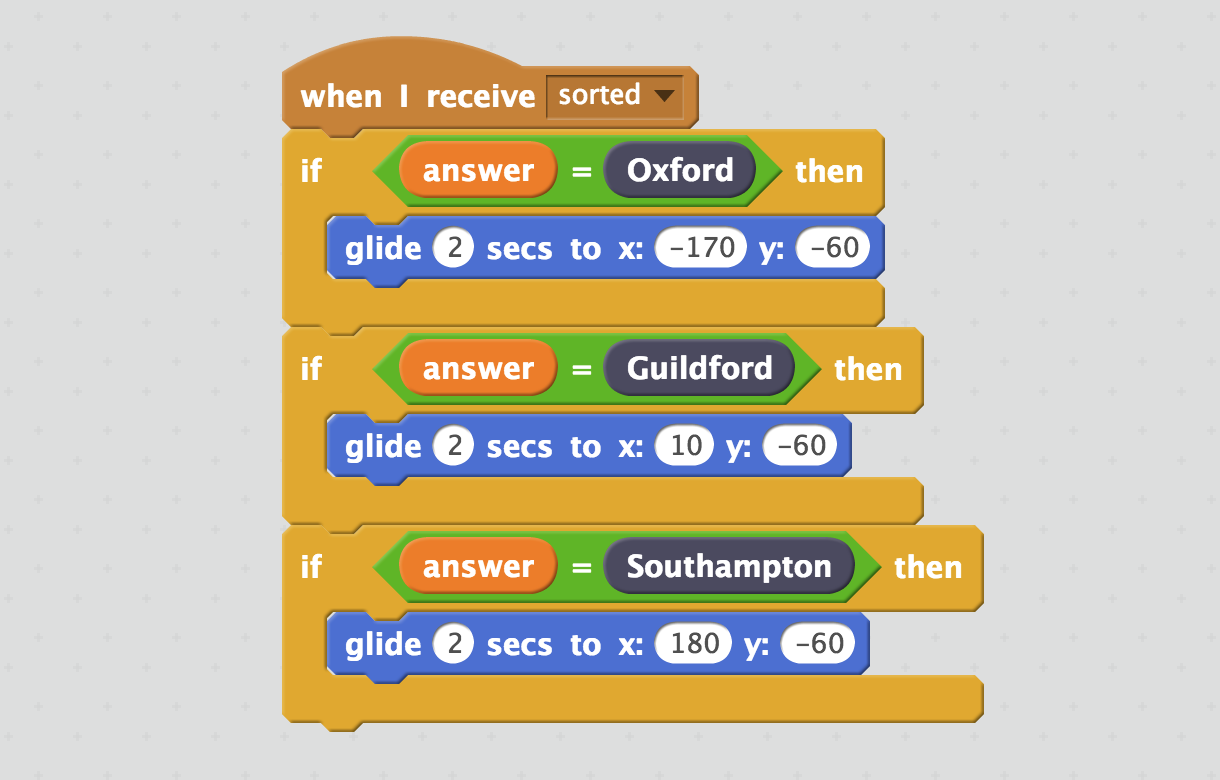 when I receive sorted
if answer = Oxford then
glide 2 secs to x: -170 y: -60
if answer = Guildford then
glide 2 secs to x: 10 y: -60
if answer = Southampton then
glide 2 secs to x: 180 y: -60